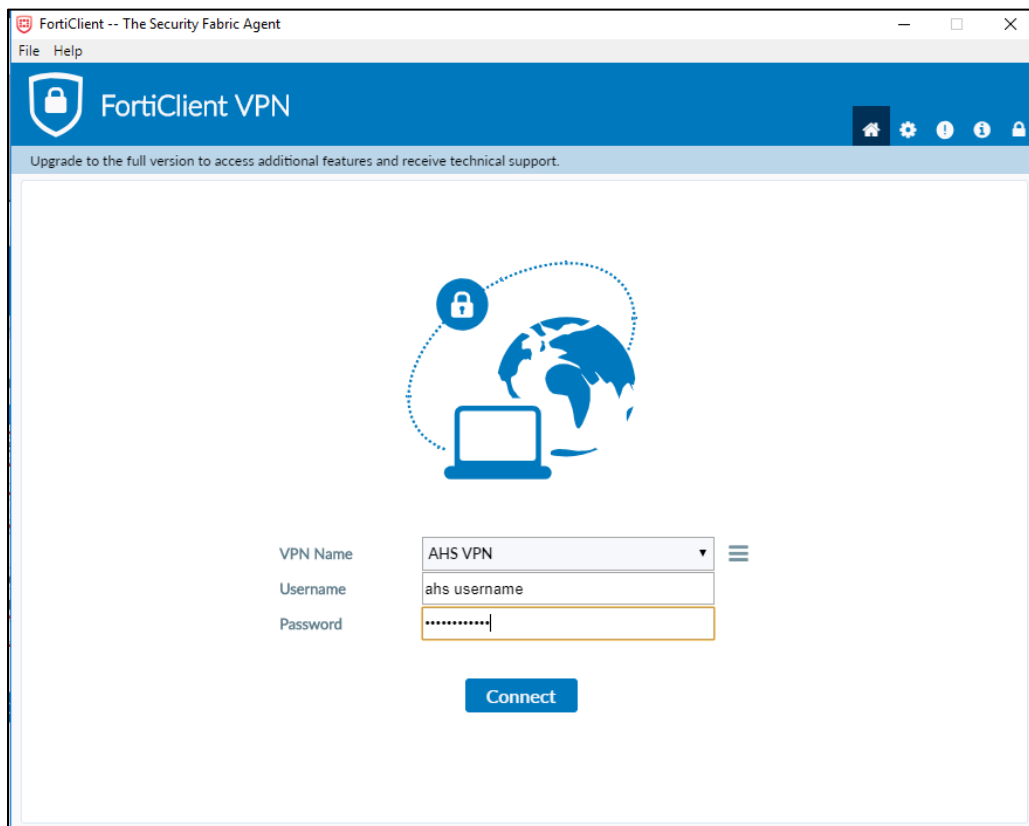 FortiClient -- The Security Fabric Agent
File Help
FortiClient VPN
Upgrade to the full version to access additional features and receive technical support.
VPN Name AHS VPN
Username ahs username
Password ••••••••••••
Connect